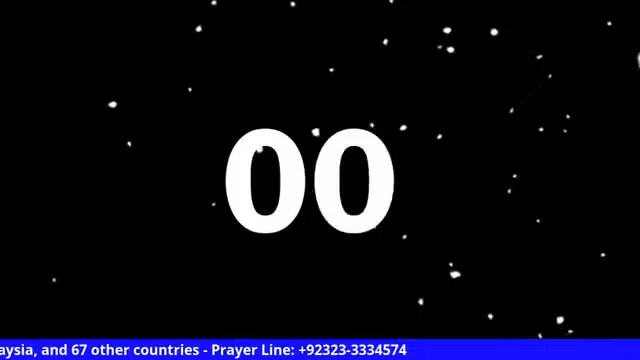 00
aysia, and 67 other countries - Prayer Line: +92323-3334574